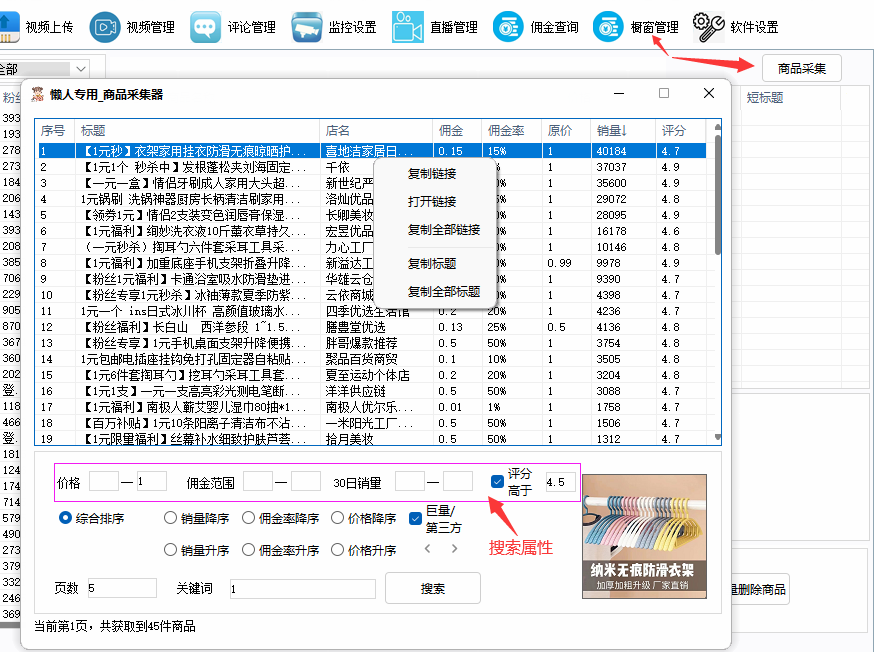 视频上传 视频管理 评论管理 监控设置 直播管理 佣金查询 橱窗管理 软件设置
全部 商品采集
懒人专用_商品采集器
短标题
序号 标题 店名 佣金 佣金率 原价 销量↓ 评分
1 【1元秒】衣架家用挂衣防滑无痕晾晒护... 喜地洁家居日... 0.15 15% 1 40184 4.7
2 【1元1个 秒杀中】发根蓬松夹刘海固定... 千依 1 37037 4.9
3 【一元一盒】情侣牙刷成人家用大头超... 新世纪严 1 35600 4.9
4 1元锅刷 洗锅神器厨房长柄清洁刷家用... 洛灿优品 1 29072 4.8
5 【领券1元】情侣2支装变色润唇膏保湿... 长卿美妆 1 28095 4.9
6 【1元福利】绚妙洗衣液10斤薰衣草持久... 宏昱优品 1 16178 4.6
7 （一元秒杀）掏耳勺六件套采耳工具采... 力心工厂 1 10146 4.8
8 【1元福利】加重底座手机支架折叠升降... 新溢达工 0.99 9978 4.9
9 【粉丝1元福利】卡通浴室吸水防滑垫进... 华雄云仓 1 9390 4.7
10 【粉丝专享1元秒杀】冰袖薄款夏季防紫... 云依商城 1 4398 4.7
11 1元一个 ins日式冰川杯 高颜值玻璃水... 四季优选生活馆 0.2 20% 1 4236 4.7
12 【粉丝福利】长白山 西洋参段 1~1.5... 膳農堂优选 0.13 25% 0.5 4136 4.8
13 【粉丝专享】1元手机桌面支架升降便携... 胖哥爆款推荐 0.5 50% 1 3754 4.8
14 1元包邮电插座挂钩免打孔固定器自粘贴... 聚品百货商贸 0.1 10% 1 3505 4.8
15 【1元6件套掏耳勺】挖耳勺采耳工具套... 夏至运动个体店 0.2 20% 1 3204 4.8
16 【1元1支】一元一支高亮彩光测电笔断... 洋洋供应链 0.5 50% 1 3088 4.7
17 【1元福利】南极人蕲艾婴儿湿巾80抽*1... 南极人优尔乐... 0.01 1% 1 1758 4.7
18 【百万补贴】1元10条阳离子清洁布不沾... 一米阳光工厂... 0.5 50% 1 1506 4.7
19 【1元限量福利】丝幕补水细致护肤芦荟... 拾月美妆 0.5 50% 1 1312 4.7
复制链接
打开链接
复制全部链接
复制标题
复制全部标题
价格 — 1 佣金范围 — 30日销量 — 评分高于 4.5
综合排序 销量降序 佣金率降序 价格降序 巨量/第三方
销量升序 佣金率升序 价格升序 < >
搜索属性
页数 5 关键词 1 搜索
纳米无痕防滑衣架
加厚加粗升级 厂家直销
删除商品
当前第1页，共获取到45件商品